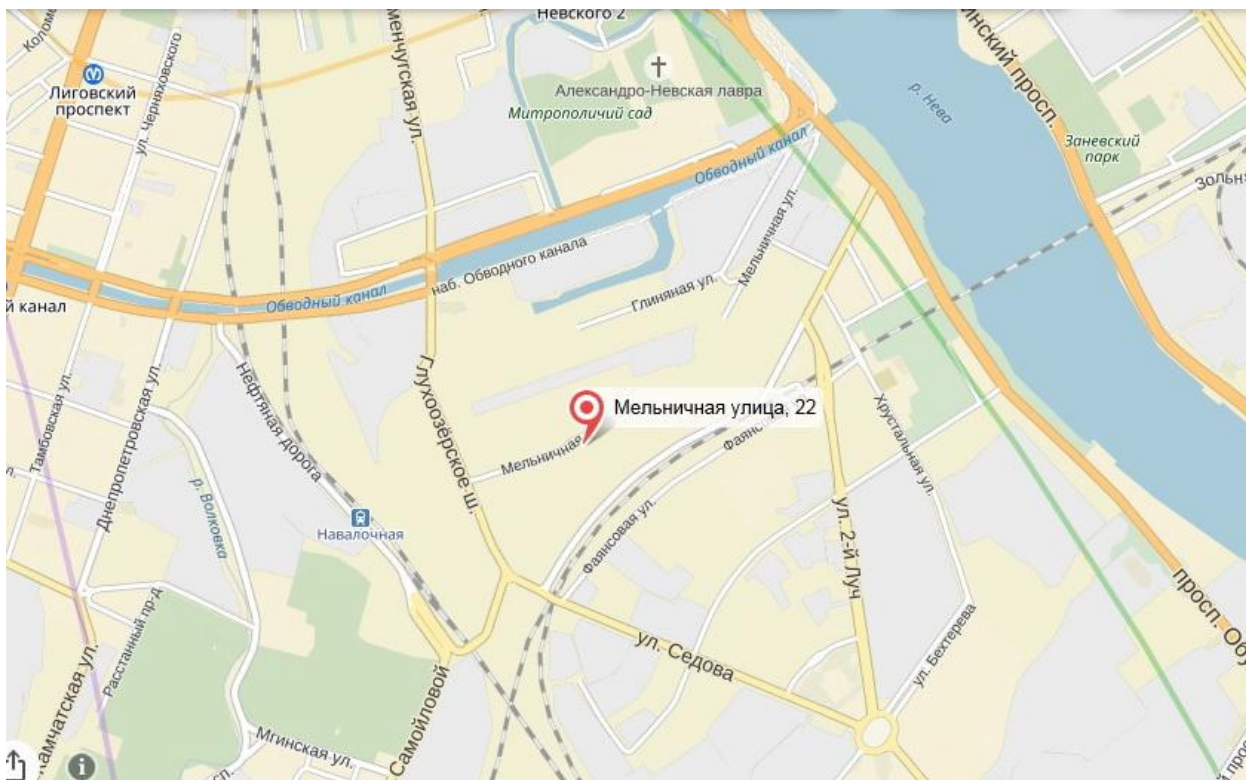 Невского 2
Александро-Невская лавра
Митрополичий сад
Лиговский
проспект
ул. Черняховского
р. Нева
Заневский
парк
Обводный канал
Мельничная ул.
наб. Обводного канала
Обводный канал
й канал
Глиняная ул.
Мельничная ул.
Тамбовская ул.
Днепропетровская ул.
Нефтяная дорога
Глухоозёрское ш.
Мельничная улица, 22
Мельничная
Хрустальная ул.
р. Волковка
Навалочная
Фаянсовая ул.
ул. 2-й Луч
ул. Седова
ул. Бехтерева
Расстанный пр-д
Мгинская ул.
Самойловой